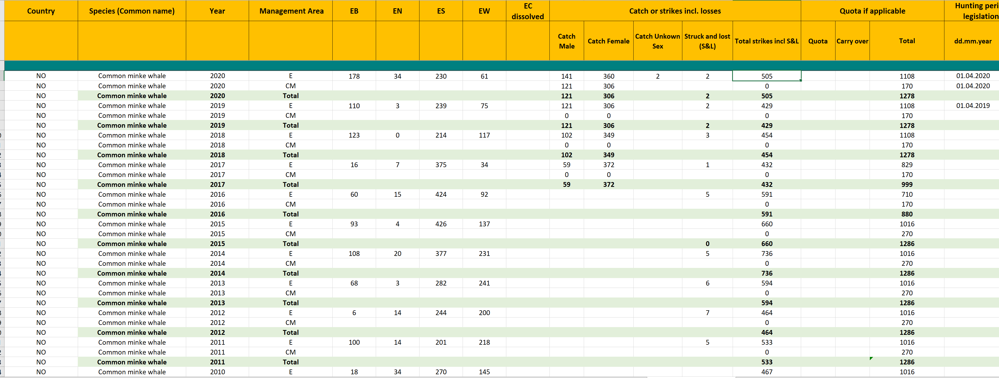 Country Species (Common name) Year Management Area EB EN ES EW EC dissolved Catch or strikes incl. losses Quota if applicable Hunting peri legislation
Catch Male Catch Female Catch Unkown Sex Struck and lost (S&L) Total strikes incl S&L Quota Carry over Total dd.mm.year
NO Common minke whale 2020 E 178 34 230 61 141 360 2 2 505 1108 01.04.2020
NO Common minke whale 2020 CM 121 306 0 170 01.04.2020
NO Common minke whale 2020 Total 121 306 2 505 1278
NO Common minke whale 2019 E 110 3 239 75 121 306 2 429 1108 01.04.2019
NO Common minke whale 2019 CM 0 0 0 170
NO Common minke whale 2019 Total 121 306 2 429 1278
NO Common minke whale 2018 E 123 0 214 117 102 349 3 454 1108
NO Common minke whale 2018 CM 0 0 0 170
NO Common minke whale 2018 Total 102 349 454 1278
NO Common minke whale 2017 E 16 7 375 34 59 372 1 432 829
NO Common minke whale 2017 CM 0 0 0 170
NO Common minke whale 2017 Total 59 372 432 999
NO Common minke whale 2016 E 60 15 424 92 5 591 710
NO Common minke whale 2016 CM 0 170
NO Common minke whale 2016 Total 591 880
NO Common minke whale 2015 E 93 4 426 137 660 1016
NO Common minke whale 2015 CM 0 270
NO Common minke whale 2015 Total 0 660 1286
NO Common minke whale 2014 E 108 20 377 231 5 736 1016
NO Common minke whale 2014 CM 0 270
NO Common minke whale 2014 Total 736 1286
NO Common minke whale 2013 E 68 3 282 241 6 594 1016
NO Common minke whale 2013 CM 0 270
NO Common minke whale 2013 Total 594 1286
NO Common minke whale 2012 E 6 14 244 200 7 464 1016
NO Common minke whale 2012 CM 0 270
NO Common minke whale 2012 Total 464 1286
NO Common minke whale 2011 E 100 14 201 218 5 533 1016
NO Common minke whale 2011 CM 0 270
NO Common minke whale 2011 Total 533 1286
NO Common minke whale 2010 E 18 34 270 145 467 1016